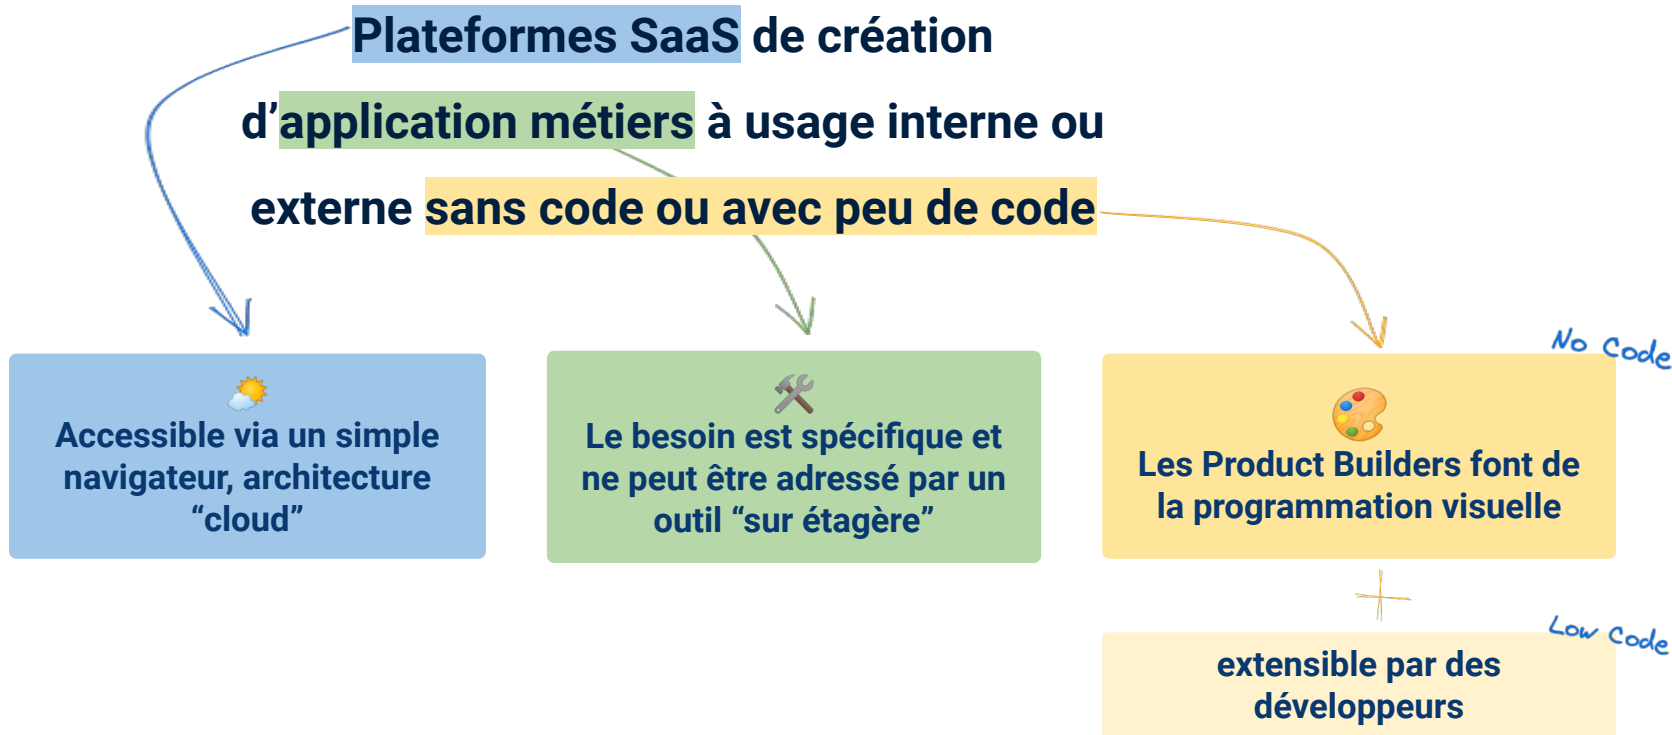 Plateformes SaaS de création
d’application métiers à usage interne ou
externe sans code ou avec peu de code
Accessible via un simple
navigateur, architecture
“cloud”
Le besoin est spécifique et
ne peut être adressé par un
outil “sur étagère”
No Code
Les Product Builders font de
la programmation visuelle
Low Code
extensible par des
développeurs